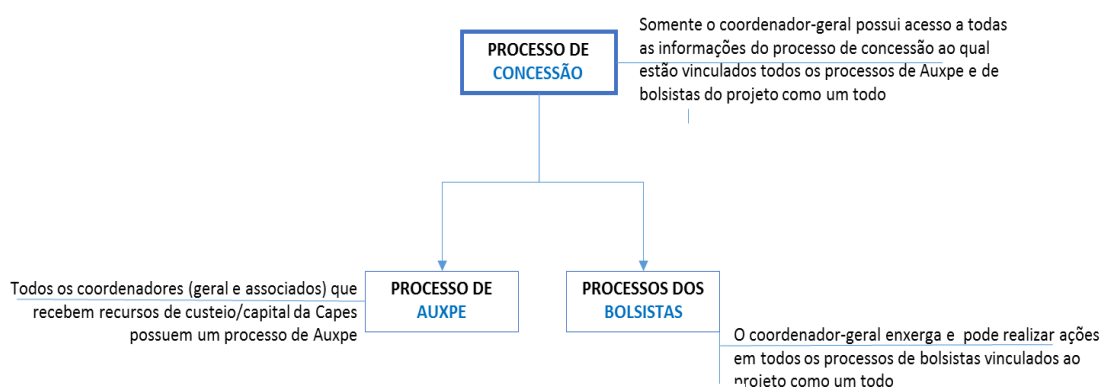 PROCESSO DE
CONCESSÃO
Somente o coordenador-geral possui acesso a todas
as informações do processo de concessão ao qual
estão vinculados todos os processos de Auxpe e de
bolsistas do projeto como um todo
Todos os coordenadores (geral e associados) que
recebem recursos de custeio/capital da Capes
possuem um processo de Auxpe
PROCESSO DE
AUXPE
PROCESSOS DOS
BOLSISTAS
O coordenador-geral enxerga e  pode realizar ações
em todos os processos de bolsistas vinculados ao
projeto como um todo